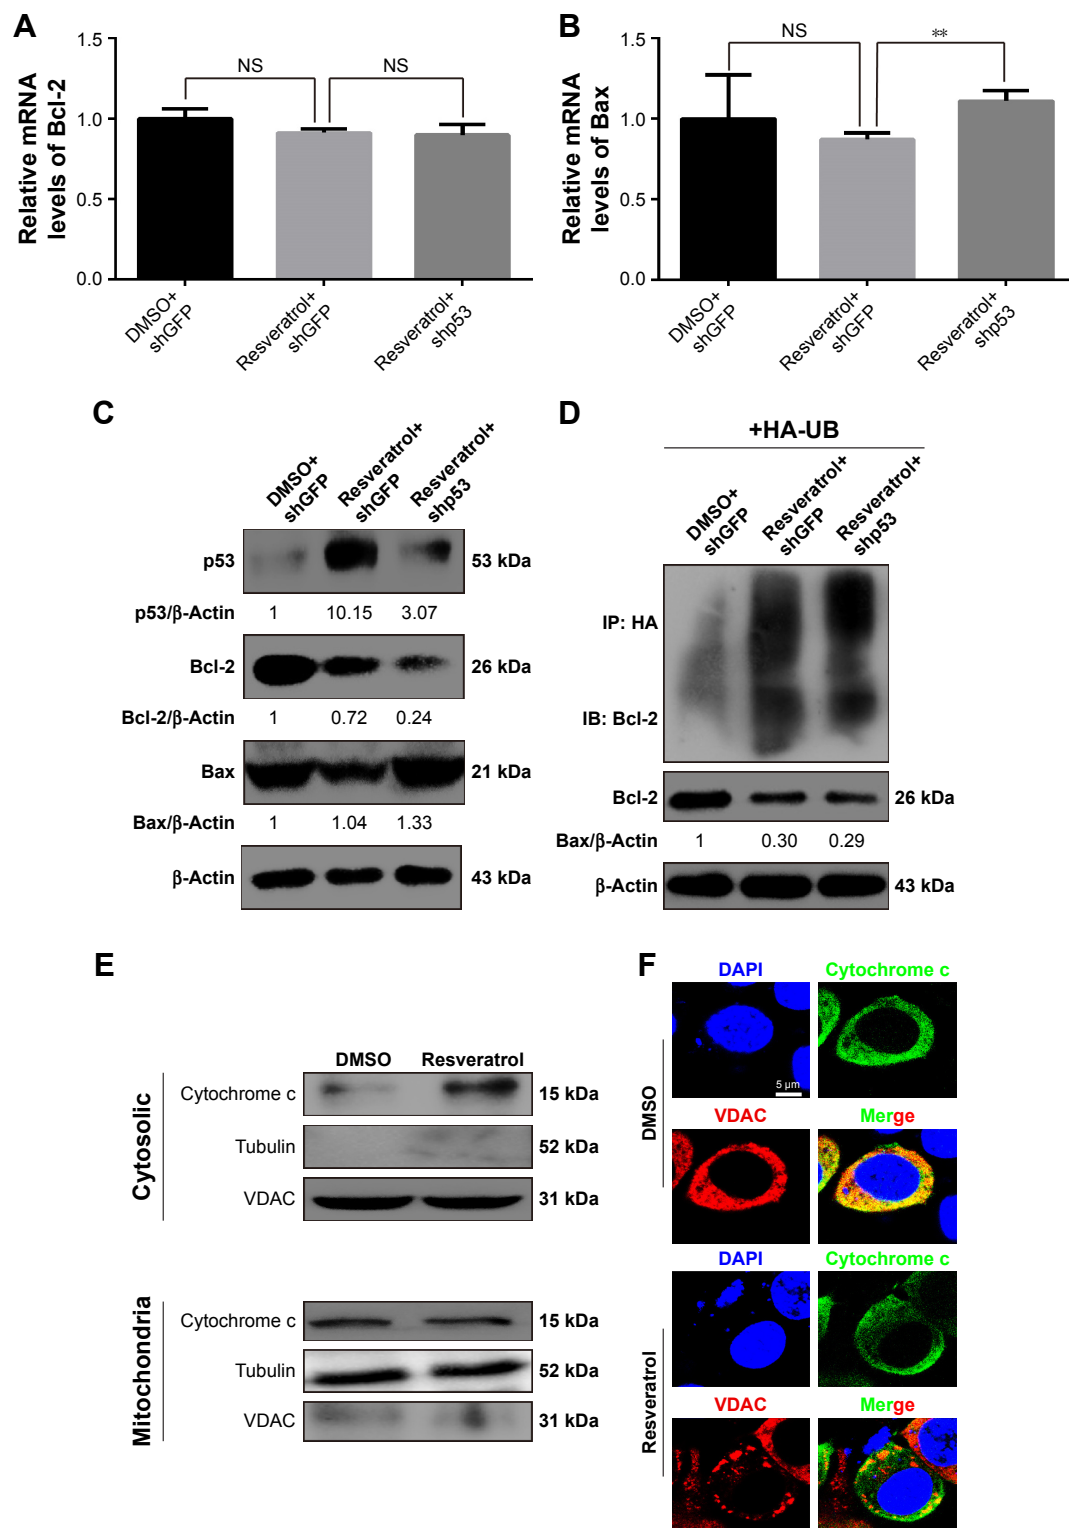 A
Relative mRNA
levels of Bcl-2
1.5
1.0
0.5
0.0
NS
NS
DMSO+
shGFP
Resveratrol+
shGFP
Resveratrol+
shp53
B
Relative mRNA
levels of Bax
1.5
1.0
0.5
0.0
NS
**
DMSO+
shGFP
Resveratrol+
shGFP
Resveratrol+
shp53
C
DMSO+
shGFP
Resveratrol+
shGFP
Resveratrol+
shp53
p53 53 kDa
p53/β-Actin 1 10.15 3.07
Bcl-2 26 kDa
Bcl-2/β-Actin 1 0.72 0.24
Bax 21 kDa
Bax/β-Actin 1 1.04 1.33
β-Actin 43 kDa
D
+HA-UB
DMSO+
shGFP
Resveratrol+
shGFP
Resveratrol+
shp53
IP: HA
IB: Bcl-2
Bcl-2 26 kDa
Bax/β-Actin 1 0.30 0.29
β-Actin 43 kDa
E
DMSO Resveratrol
Cytosolic
Cytochrome c 15 kDa
Tubulin 52 kDa
VDAC 31 kDa
Mitochondria
Cytochrome c 15 kDa
Tubulin 52 kDa
VDAC 31 kDa
F
DMSO
DAPI Cytochrome c
5 µm
VDAC Merge
Resveratrol
DAPI Cytochrome c
VDAC Merge